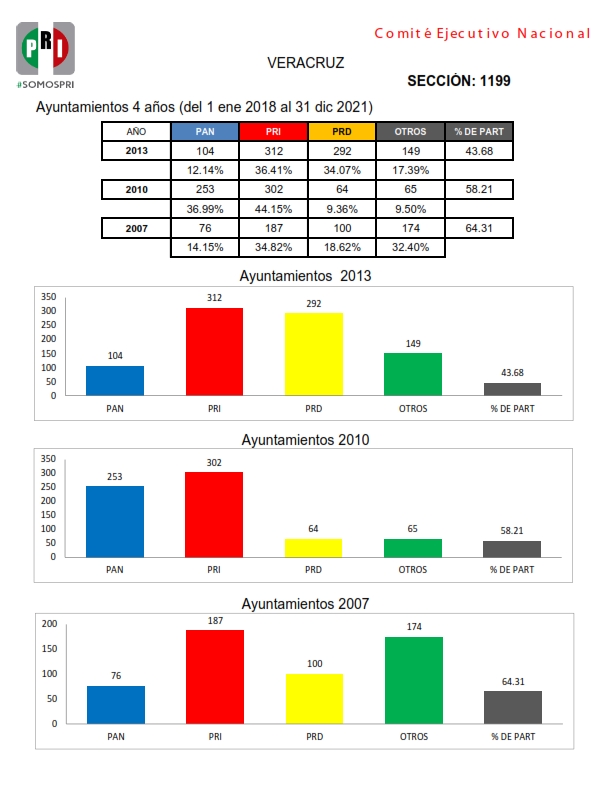 Comité Ejecutivo Nacional
PRI
#SOMOSPRI
VERACRUZ
SECCIÓN: 1199
Ayuntamientos 4 años (del 1 ene 2018 al 31 dic 2021)
AÑO PAN PRI PRD OTROS % DE PART
2013 104 312 292 149 43.68
12.14% 36.41% 34.07% 17.39%
2010 253 302 64 65 58.21
36.99% 44.15% 9.36% 9.50%
2007 76 187 100 174 64.31
14.15% 34.82% 18.62% 32.40%
Ayuntamientos 2013
350
300
250
200
150
100
50
0
104 312 292 149 43.68
PAN PRI PRD OTROS % DE PART
Ayuntamientos 2010
350
300
250
200
150
100
50
0
253 302 64 65 58.21
PAN PRI PRD OTROS % DE PART
Ayuntamientos 2007
200
150
100
50
0
76 187 100 174 64.31
PAN PRI PRD OTROS % DE PART